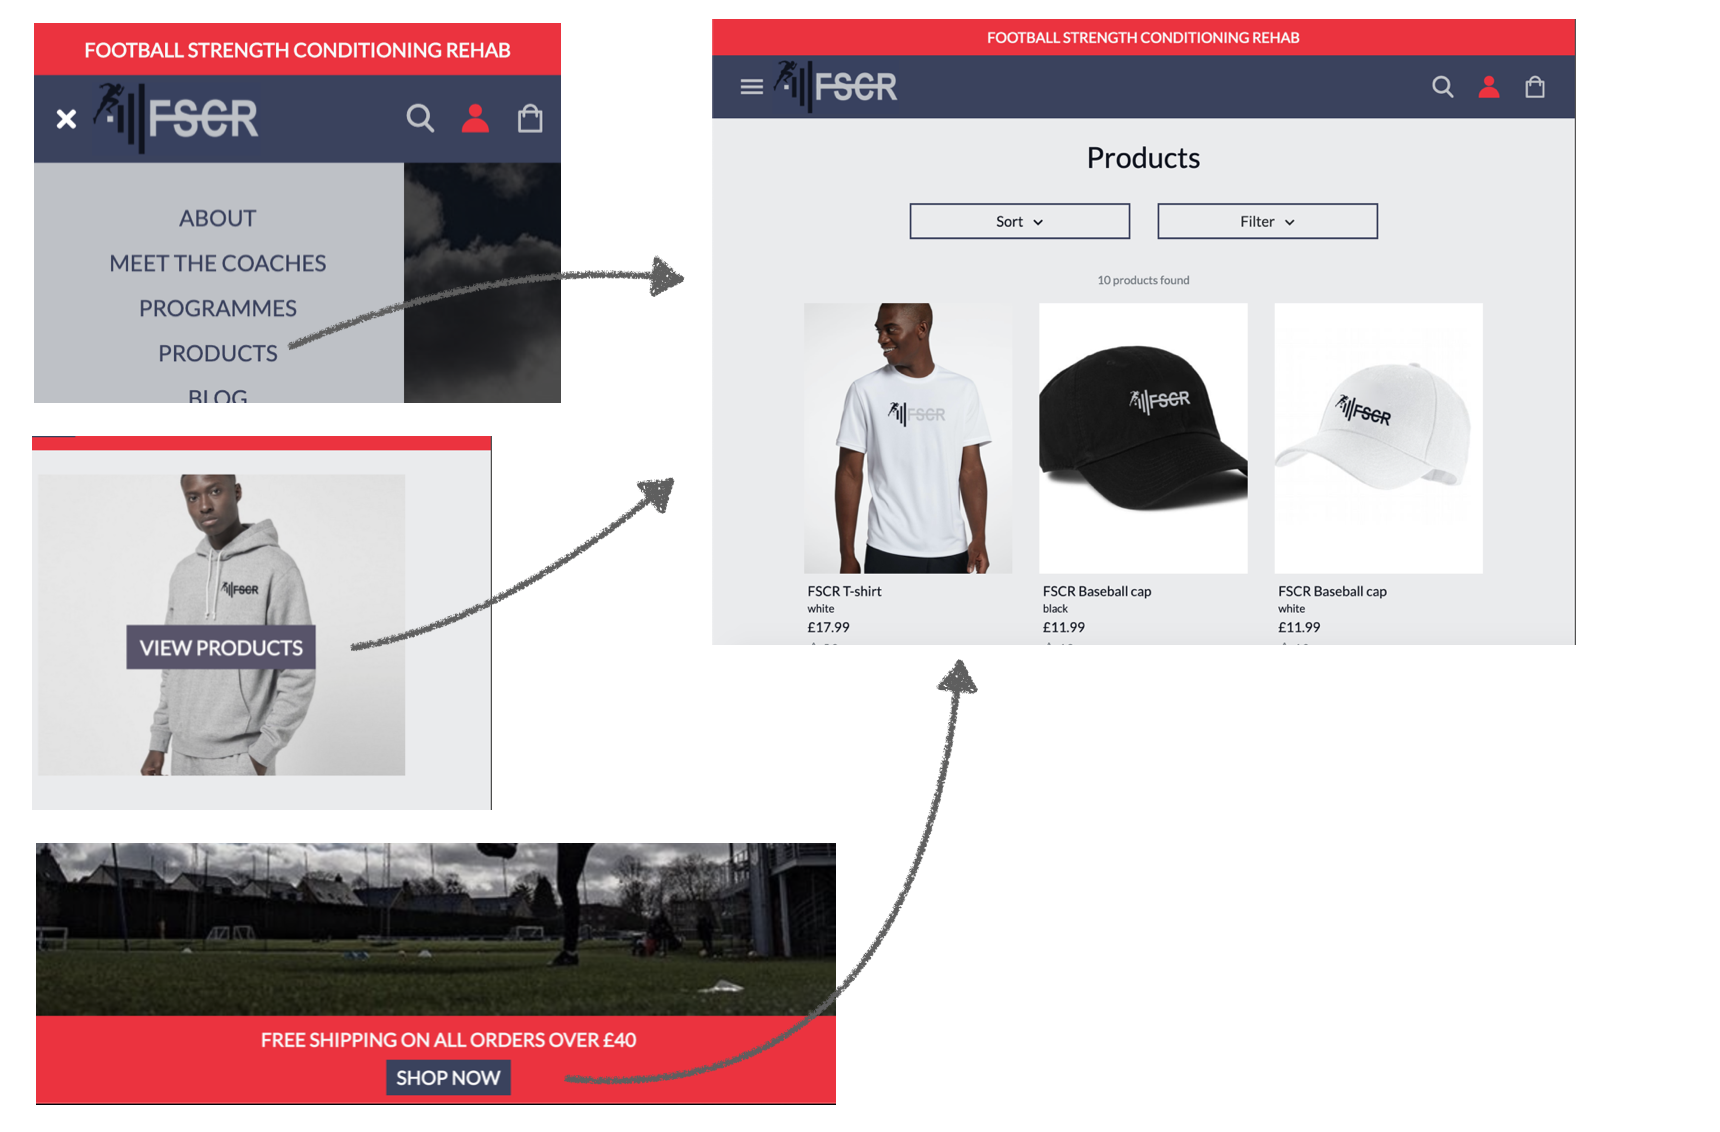 FOOTBALL STRENGTH CONDITIONING REHAB
FSCR
ABOUT
MEET THE COACHES
PROGRAMMES
PRODUCTS
BLOG
FSCR
VIEW PRODUCTS
FREE SHIPPING ON ALL ORDERS OVER £40
SHOP NOW
FOOTBALL STRENGTH CONDITIONING REHAB
FSCR
Products
Sort
Filter
10 products found
FSCR
FSCR
FSCR
FSCR T-shirt
white
£17.99
FSCR Baseball cap
black
£11.99
FSCR Baseball cap
white
£11.99